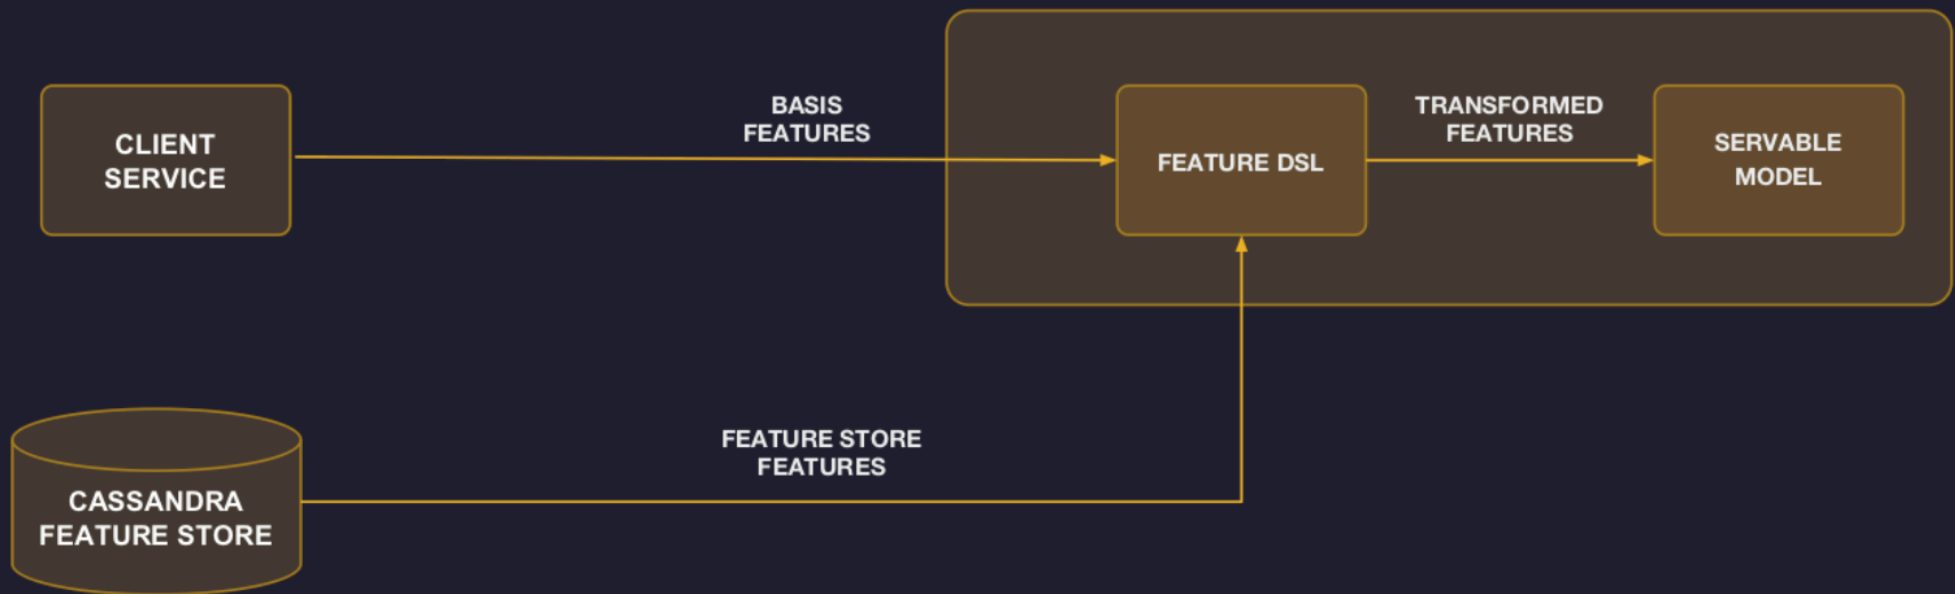 CLIENT
SERVICE
BASIS
FEATURES
FEATURE DSL
TRANSFORMED
FEATURES
SERVABLE
MODEL
CASSANDRA
FEATURE STORE
FEATURE STORE
FEATURES